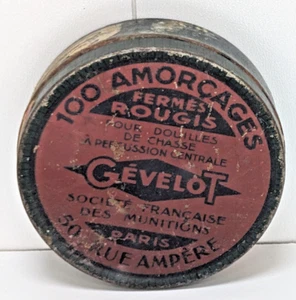 100 AMORÇAGES
FERMÉS
ROUGIS
POUR DOUILLES
DE CHASSE
A PERCUSSION CENTRALE
GÉVELOT
SOCIÉTÉ FRANÇAISE
DES MUNITIONS
PARIS
50, RUE AMPÈRE